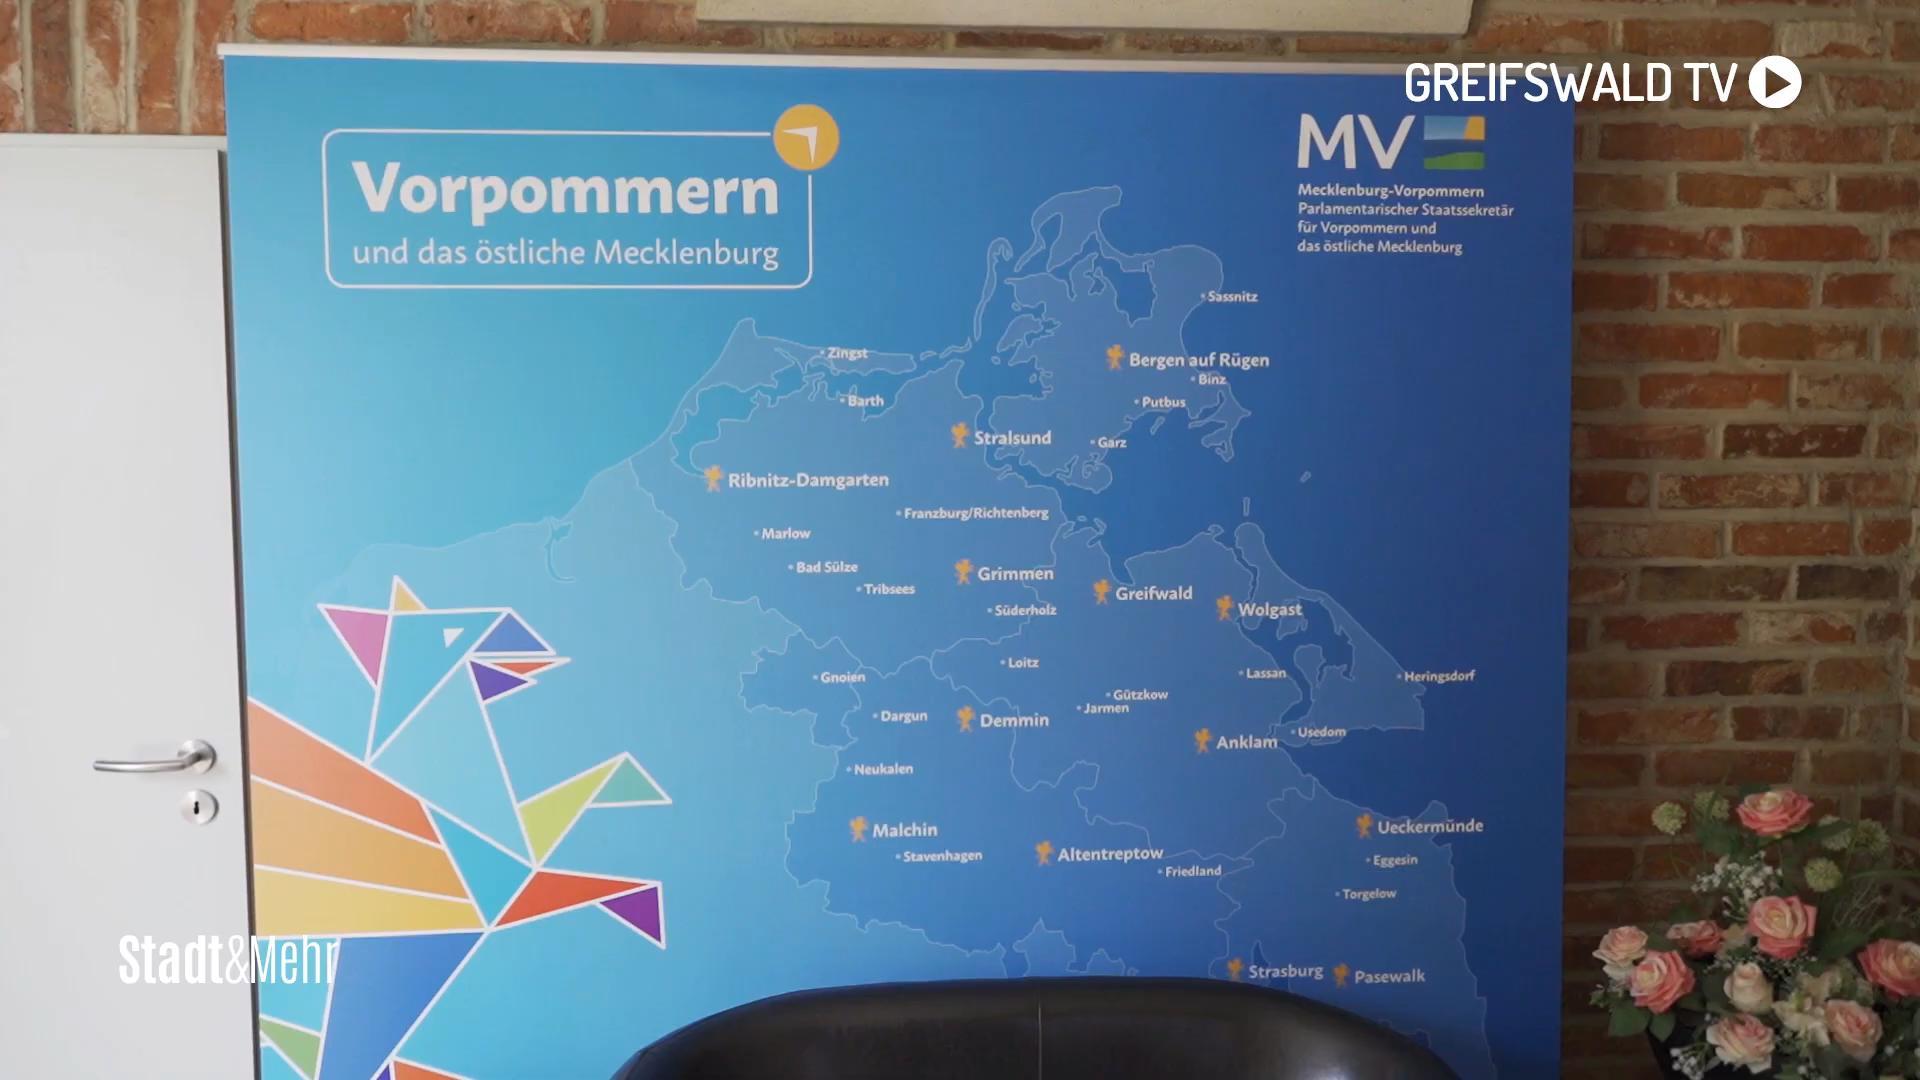 GREIFSWALD TV
MV
Mecklenburg-Vorpommern
Parlamentarischer Staatssekretär
für Vorpommern und
das östliche Mecklenburg
Vorpommern
und das östliche Mecklenburg
Sassnitz
Zingst
Bergen auf Rügen
Binz
Barth
Putbus
Stralsund
Garz
Ribnitz-Damgarten
Franzburg/Richtenberg
Marlow
Bad Sülze
Grimmen
Tribsees
Greifwald
Süderholz
Wolgast
Loitz
Gnoien
Lassan
Heringsdorf
Gützkow
Jarmen
Dargun
Demmin
Usedom
Anklam
Neukalen
Malchin
Ueckermünde
Stavenhagen
Altentreptow
Eggesin
Friedland
Torgelow
Strasburg
Pasewalk
Stadt&Mehr